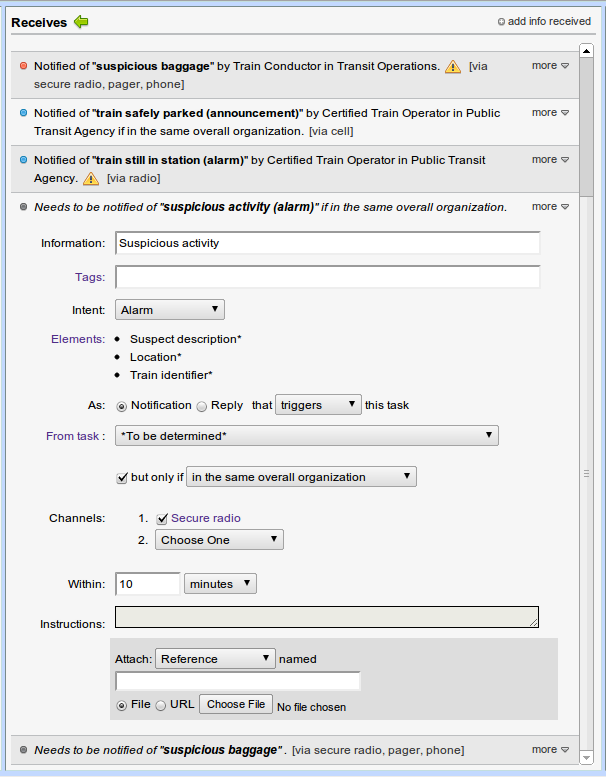 Receives add info received
Notified of "suspicious baggage" by Train Conductor in Transit Operations. [via more
secure radio, pager, phone]
Notified of "train safely parked (announcement)" by Certified Train Operator in Public more
Transit Agency if in the same overall organization. [via cell]
Notified of "train still in station (alarm)" by Certified Train Operator in Public Transit more
Agency. [via radio]
Needs to be notified of "suspicious activity (alarm)" if in the same overall organization. more
Information: Suspicious activity
Tags:
Intent: Alarm
Elements: • Suspect description*
• Location*
• Train identifier*
As: Notification Reply that triggers this task
From task : *To be determined*
but only if in the same overall organization
Channels: 1. Secure radio
2. Choose One
Within: 10 minutes
Instructions:
Attach: Reference named
File URL Choose File No file chosen
Needs to be notified of "suspicious baggage" . [via secure radio, pager, phone] more